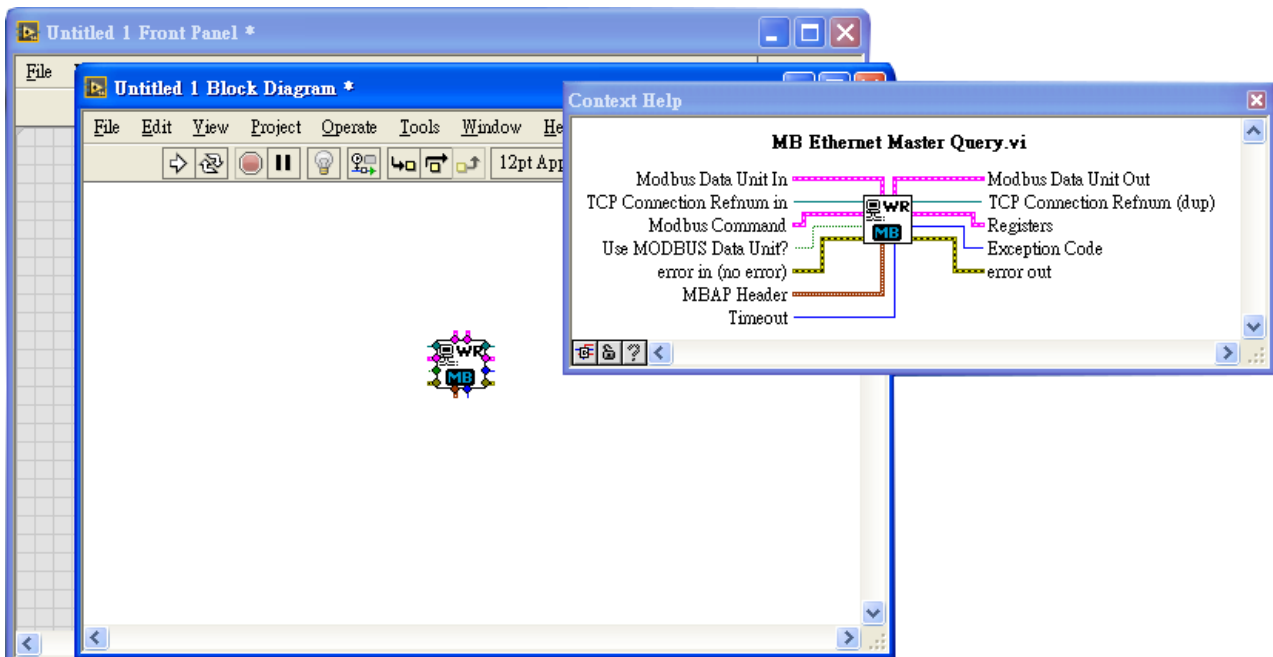 Untitled 1 Front Panel *
File
Untitled 1 Block Diagram *
File Edit View Project Operate Tools Window He
12pt App
Context Help
MB Ethernet Master Query.vi
Modbus Data Unit In
Modbus Data Unit Out
TCP Connection Refnum in
TCP Connection Refnum (dup)
Modbus Command
Registers
Use MODBUS Data Unit?
Exception Code
error in (no error)
error out
MBAP Header
Timeout
WR
MB
?
WR
MB